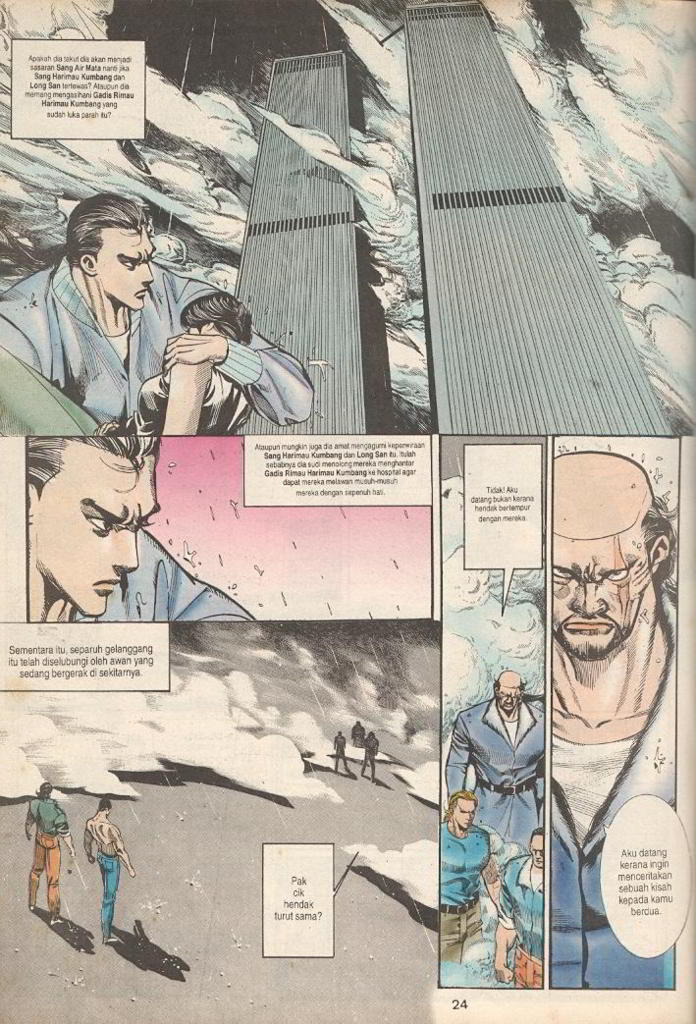 Apakah dia takut dia akan menjadi
sasaran Sang Air Mata nanti jika
Sang Harimau Kumbang dan
Long San tertewas? Ataupun dia
memang mengasihani Gadis Rimau
Harimau Kumbang yang
sudah luka parah itu?
Ataupun mungkin juga dia amat mengagumi keperwiraan
Sang Harimau Kumbang dan Long San itu. Itulah
sebabnya dia sudi menolong mereka menghantar
Gadis Rimau Harimau Kumbang ke hospital agar
dapat mereka melawan musuh-musuh
mereka dengan sepenuh hati.
Sementara itu, separuh gelanggang
itu telah diselubungi oleh awan yang
sedang bergerak di sekitarnya.
Pak
cik
hendak
turut sama?
Tidak! Aku
datang bukan kerana
hendak bertempur
dengan mereka.
Aku datang
kerana ingin
menceritakan
sebuah kisah
kepada kamu
berdua.
24